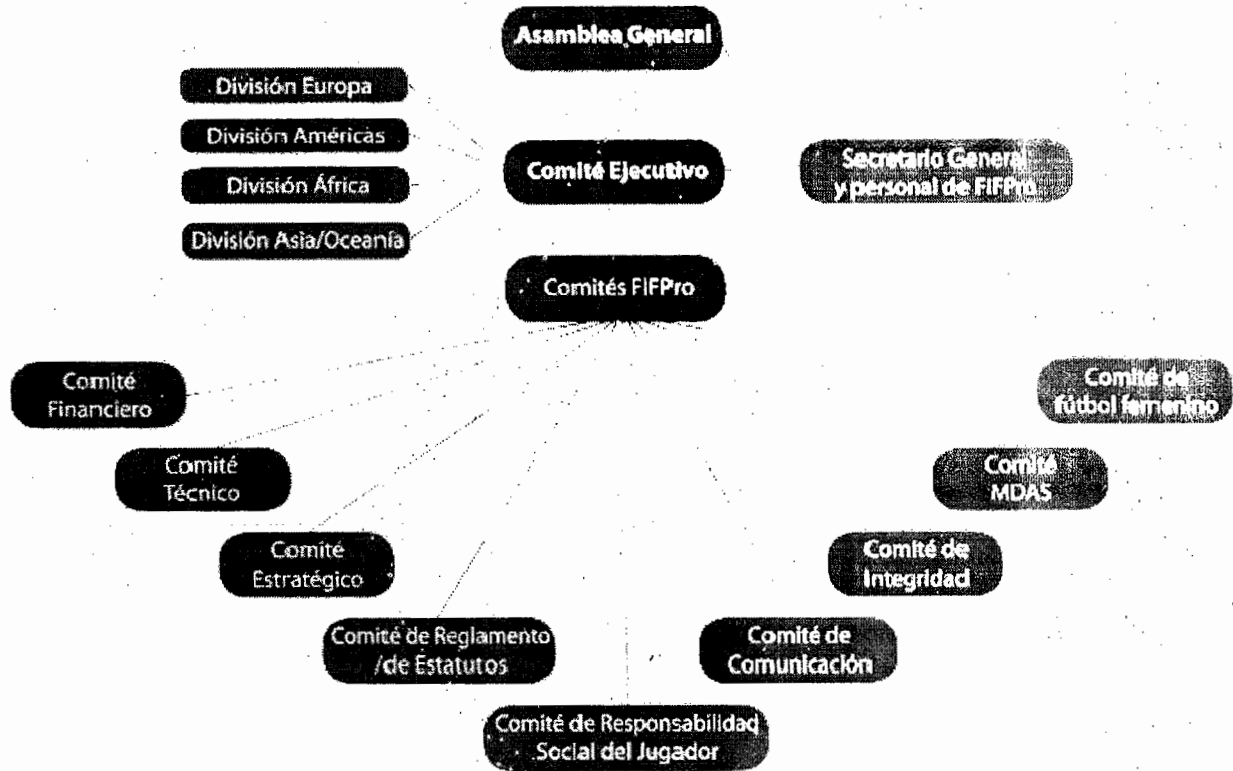 Asamblea General
División Europa
División Américas
División África
División Asia/Oceanía
Comité Ejecutivo
Secretario General
y personal de FIFPro
Comités FIFPro
Comité
Financiero
Comité de
fútbol femenino
Comité
Técnico
Comité
MDAS
Comité
Estratégico
Comité de
Integridad
Comité de Reglamento
/de Estatutos
Comité de
Comunicación
Comité de Responsabilidad
Social del Jugador